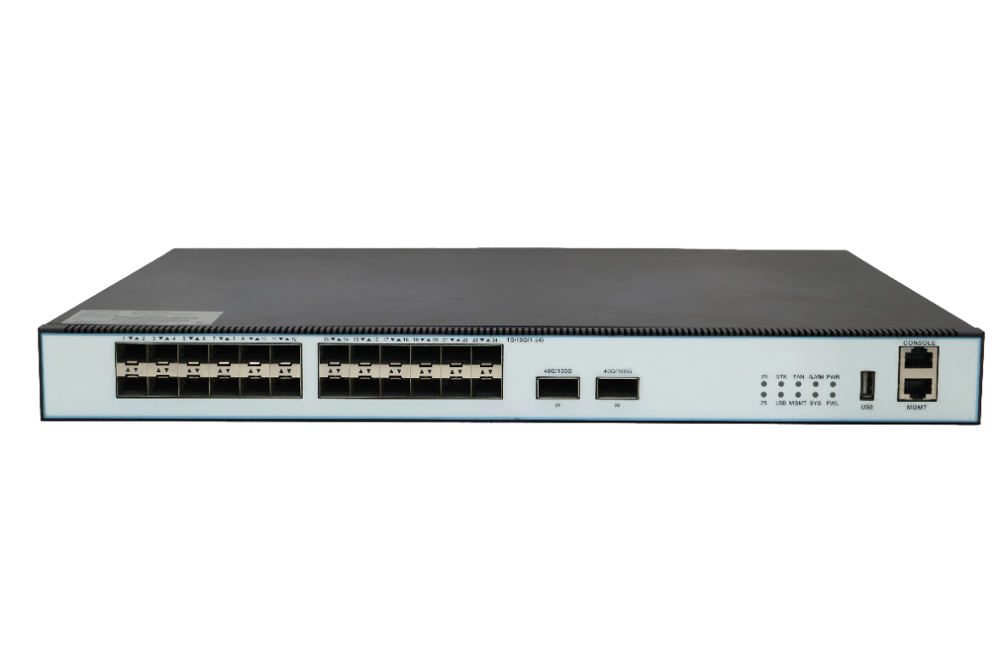 1 ▼▲ 2 3 ▼▲ 4 5 ▼▲ 6 7 ▼▲ 8 9 ▼▲ 10 11 ▼▲ 12 13 ▼▲ 14 15 ▼▲ 16 17 ▼▲ 18 19 ▼▲ 20 21 ▼▲ 22 23 ▼▲ 24 1G/10G(1-24)
40G/100G 40G/100G
25 26
25 STK FAN ALARM PWR
25 USB MGMT SYS PWL
USB
CONSOLE
MGMT